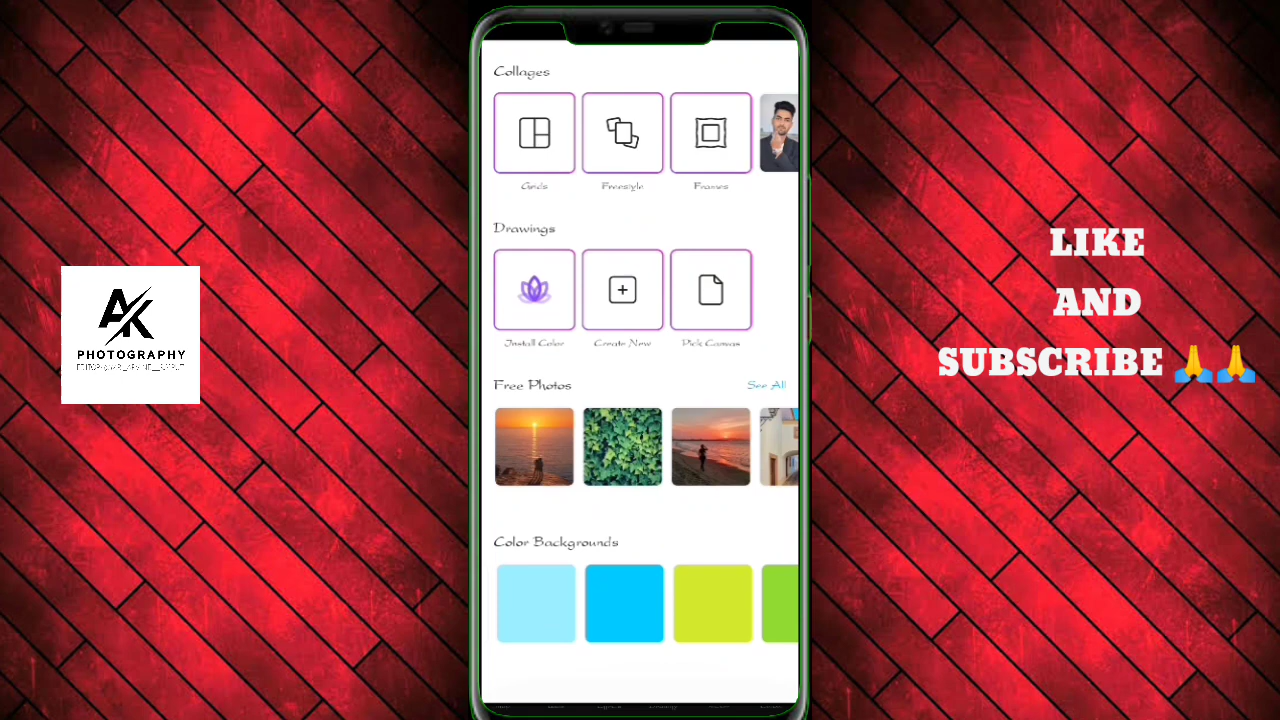 Collages
Grids
Freestyle
Frames
Drawings
Install Color
Create New
Pick Canvas
Free Photos
See All
Color Backgrounds
AK
PHOTOGRAPHY
LIKE
AND
SUBSCRIBE 🙏🙏